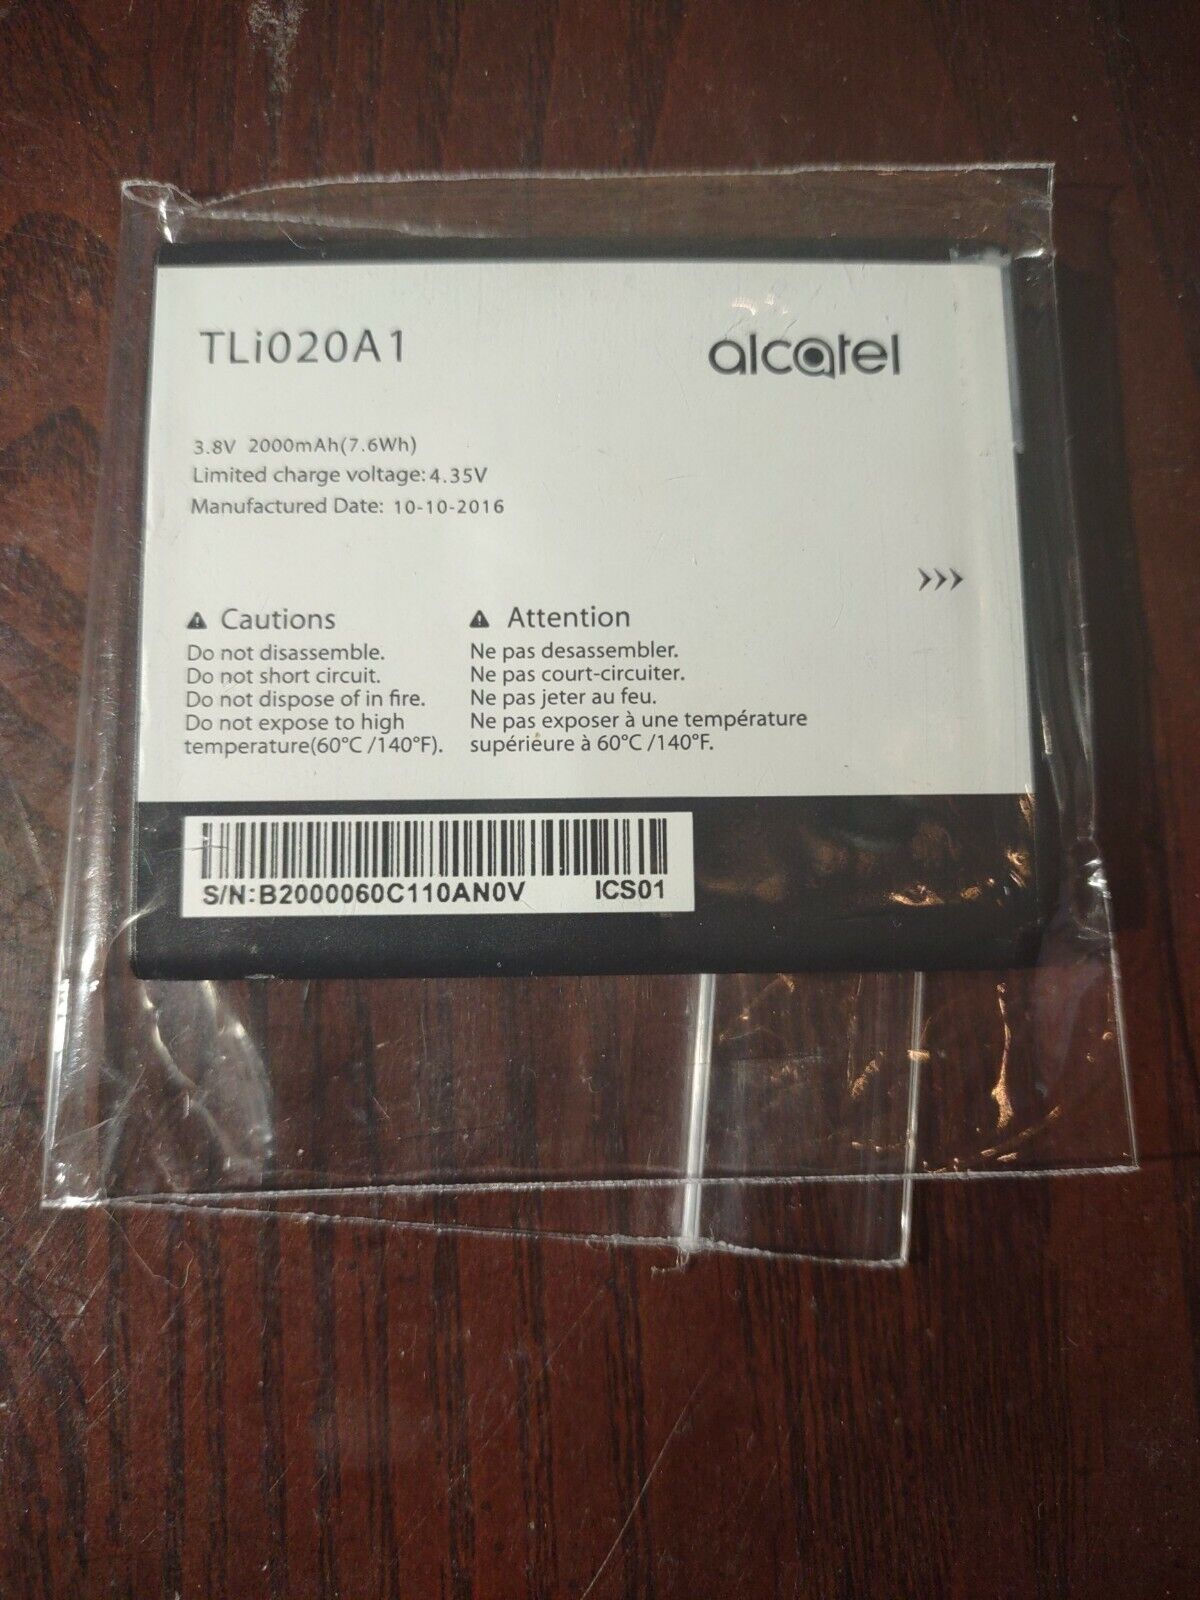 TLi020A1
alcatel
3.8V 2000mAh(7.6Wh)
Limited charge voltage: 4.35V
Manufactured Date: 10-10-2016
Cautions
Do not disassemble.
Do not short circuit.
Do not dispose of in fire.
Do not expose to high
temperature(60°C /140°F).
Attention
Ne pas desassembler.
Ne pas court-circuiter.
Ne pas jeter au feu.
Ne pas exposer à une température
supérieure à 60°C /140°F.
S/N:B2000060C110AN0V ICS01